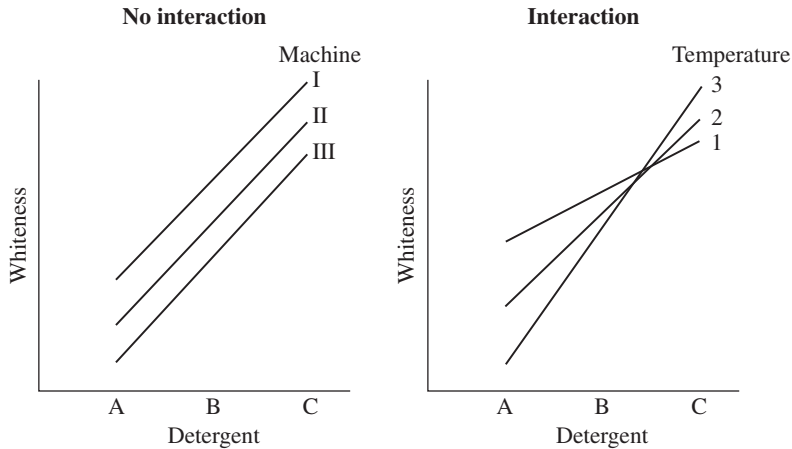 No interaction
Machine
I
II
III
Whiteness
A B C
Detergent
Interaction
Temperature
3
2
1
Whiteness
A B C
Detergent